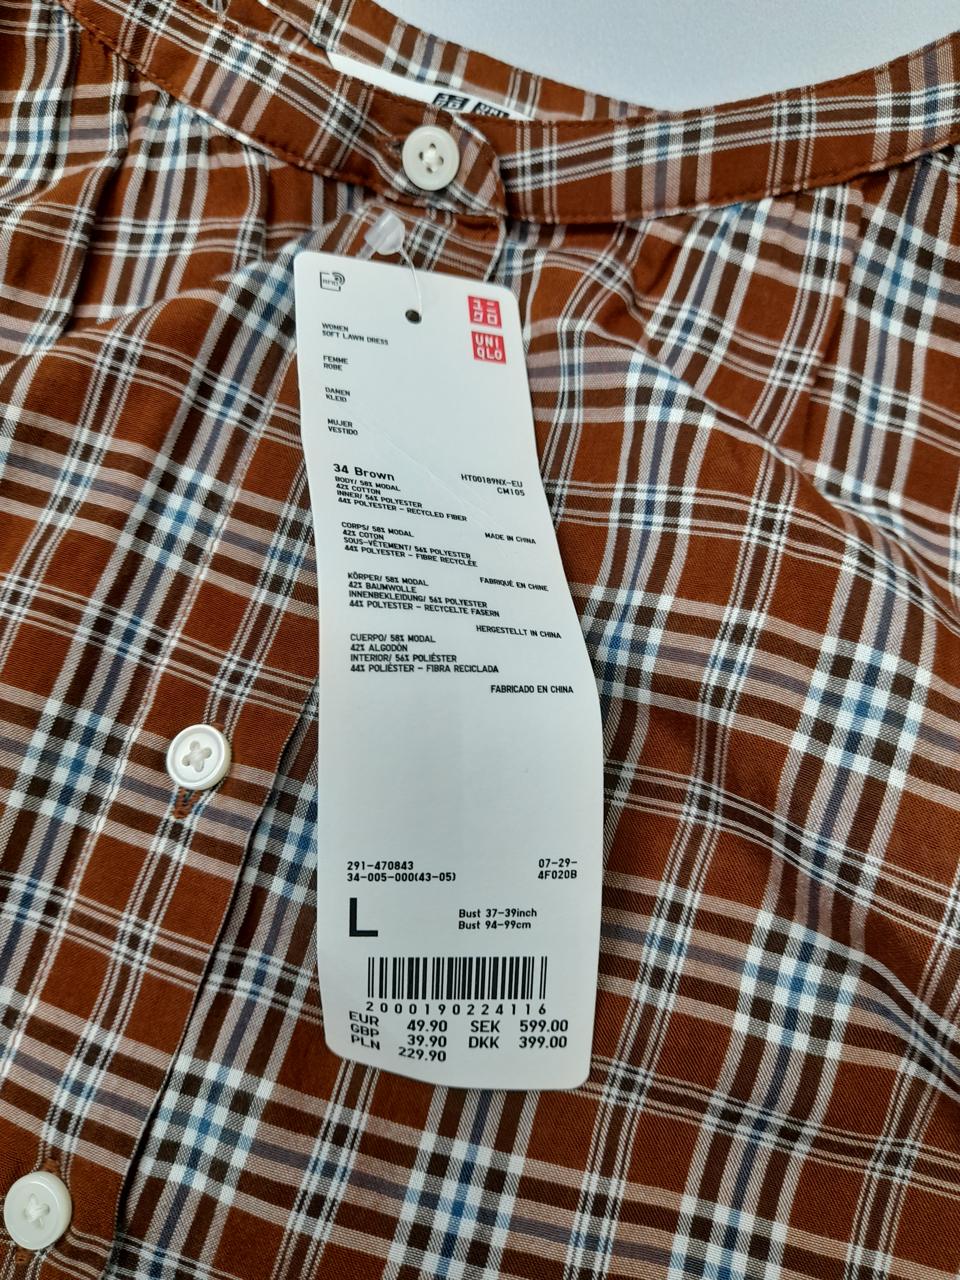 RFID
ユニ
クロ
UNI
QLO
WOMEN
SOFT LAWN DRESS
FEMME
ROBE
DAMEN
KLEID
MUJER
VESTIDO
34 Brown
HT00189NX-EU
CM105
BODY/ 58% MODAL
42% COTTON
INNER/ 56% POLYESTER
44% POLYESTER - RECYCLED FIBER
MADE IN CHINA
CORPS/ 58% MODAL
42% COTON
SOUS-VÊTEMENT/ 56% POLYESTER
44% POLYESTER - FIBRE RECYCLÉE
FABRIQUÉ EN CHINE
KÖRPER/ 58% MODAL
42% BAUMWOLLE
INNENBEKLEIDUNG/ 56% POLYESTER
44% POLYESTER - RECYCELTE FASERN
HERGESTELLT IN CHINA
CUERPO/ 58% MODAL
42% ALGODÓN
INTERIOR/ 56% POLIÉSTER
44% POLIÉSTER - FIBRA RECICLADA
FABRICADO EN CHINA
291-470843 07-29-
34-005-000(43-05) 4F020B
L
Bust 37-39inch
Bust 94-99cm
2000190224116
EUR 49.90 SEK 599.00
GBP 39.90 DKK 399.00
PLN 229.90